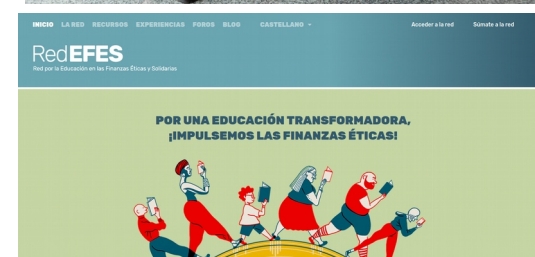 INICIO LA RED RECURSOS EXPERIENCIAS FOROS BLOG CASTELLANO Acceder a la red Súmate a la red
RedEFES
Red por la Educación en las Finanzas Éticas y Solidarias
POR UNA EDUCACIÓN TRANSFORMADORA,
¡IMPULSEMOS LAS FINANZAS ÉTICAS!